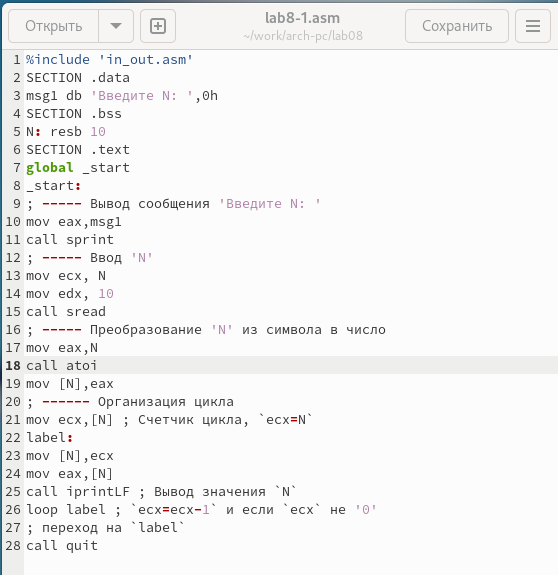 Открыть
lab8-1.asm
~/work/arch-pc/lab08
Сохранить
1 %include 'in_out.asm'
2 SECTION .data
3 msg1 db 'Введите N: ',0h
4 SECTION .bss
5 N: resb 10
6 SECTION .text
7 global _start
8 _start:
9 ; ----- Вывод сообщения 'Введите N: '
10 mov eax,msg1
11 call sprint
12 ; ----- Ввод 'N'
13 mov ecx, N
14 mov edx, 10
15 call sread
16 ; ----- Преобразование 'N' из символа в число
17 mov eax,N
18 call atoi
19 mov [N],eax
20 ; ------ Организация цикла
21 mov ecx,[N] ; Счетчик цикла, `ecx=N`
22 label:
23 mov [N],ecx
24 mov eax,[N]
25 call iprintLF ; Вывод значения `N`
26 loop label ; `ecx=ecx-1` и если `ecx` не '0'
27 ; переход на `label`
28 call quit